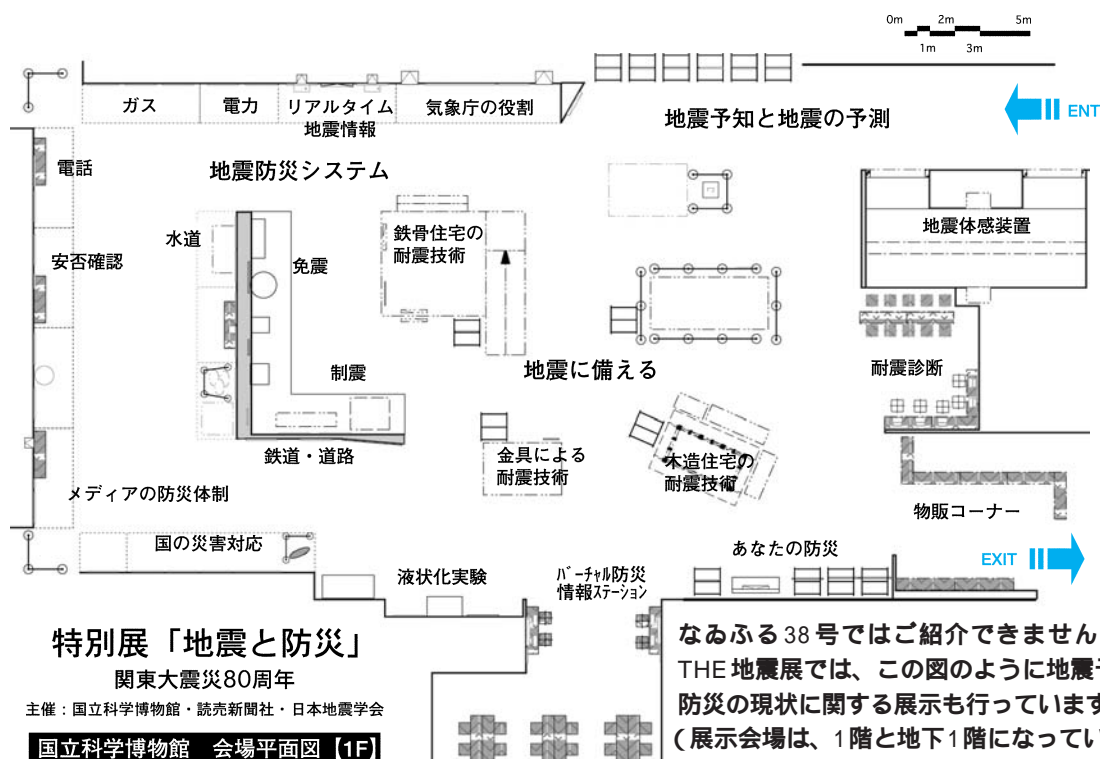 0m 2m 5m
1m 3m
ガス
電力
リアルタイム
地震情報
気象庁の役割
地震予知と地震の予測
ENT
電話
地震防災システム
水道
免震
鉄骨住宅の
耐震技術
地震体感装置
安否確認
制震
地震に備える
耐震診断
鉄道・道路
金具による
耐震技術
木造住宅の
耐震技術
メディアの防災体制
物販コーナー
国の災害対応
液状化実験
ﾊﾞｰﾁｬﾙ防災
情報ｽﾃｰｼｮﾝ
あなたの防災
EXIT
特別展「地震と防災」
関東大震災80周年
主催：国立科学博物館・読売新聞社・日本地震学会
国立科学博物館 会場平面図【1F】
なゐふる38号ではご紹介できません
THE地震展では、この図のように地震予
防災の現状に関する展示も行っています
（展示会場は、1階と地下1階になってい